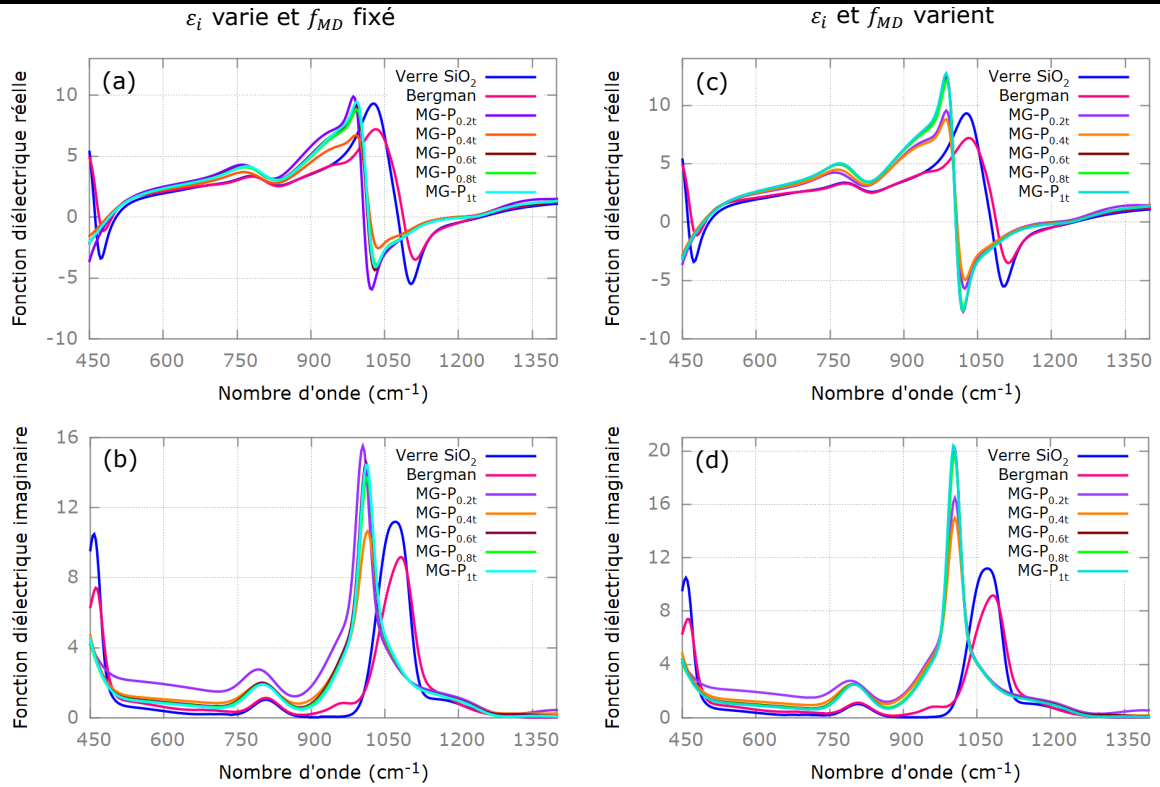 εᵢ varie et f_MD fixé
εᵢ et f_MD varient
Fonction diélectrique réelle
(a)
Verre SiO₂
Bergman
MG-P₀.₂ₜ
MG-P₀.₄ₜ
MG-P₀.₆ₜ
MG-P₀.₈ₜ
MG-P₁ₜ
10
5
0
-5
-10
450 600 750 900 1050 1200 1350
Nombre d'onde (cm⁻¹)
Fonction diélectrique réelle
(c)
Verre SiO₂
Bergman
MG-P₀.₂ₜ
MG-P₀.₄ₜ
MG-P₀.₆ₜ
MG-P₀.₈ₜ
MG-P₁ₜ
10
5
0
-5
-10
450 600 750 900 1050 1200 1350
Nombre d'onde (cm⁻¹)
Fonction diélectrique imaginaire
(b)
Verre SiO₂
Bergman
MG-P₀.₂ₜ
MG-P₀.₄ₜ
MG-P₀.₆ₜ
MG-P₀.₈ₜ
MG-P₁ₜ
16
12
8
4
0
450 600 750 900 1050 1200 1350
Nombre d'onde (cm⁻¹)
Fonction diélectrique imaginaire
(d)
Verre SiO₂
Bergman
MG-P₀.₂ₜ
MG-P₀.₄ₜ
MG-P₀.₆ₜ
MG-P₀.₈ₜ
MG-P₁ₜ
20
16
12
8
4
0
450 600 750 900 1050 1200 1350
Nombre d'onde (cm⁻¹)